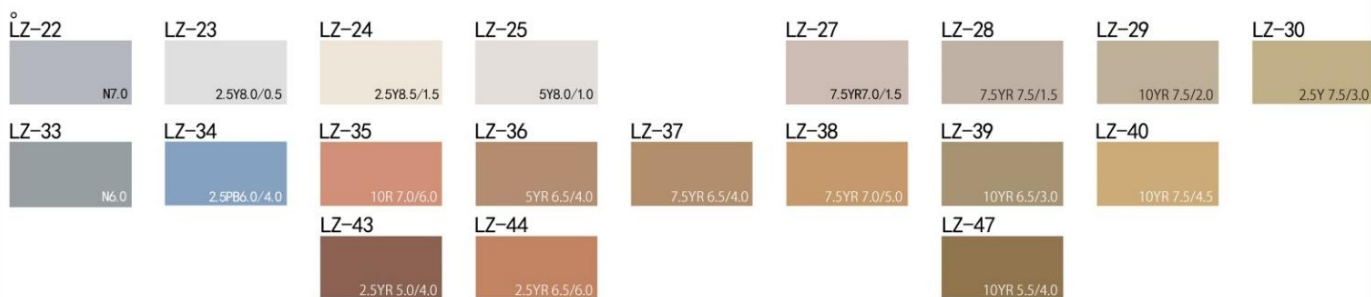 °
LZ-22 LZ-23 LZ-24 LZ-25 LZ-27 LZ-28 LZ-29 LZ-30
N7.0 2.5Y8.0/0.5 2.5Y8.5/1.5 5Y8.0/1.0 7.5YR7.0/1.5 7.5YR 7.5/1.5 10YR 7.5/2.0 2.5Y 7.5/3.0
LZ-33 LZ-34 LZ-35 LZ-36 LZ-37 LZ-38 LZ-39 LZ-40
N6.0 2.5PB6.0/4.0 10R 7.0/6.0 5YR 6.5/4.0 7.5YR 6.5/4.0 7.5YR 7.0/5.0 10YR 6.5/3.0 10YR 7.5/4.5
LZ-43 LZ-44 LZ-47
2.5YR 5.0/4.0 2.5YR 6.5/6.0 10YR 5.5/4.0